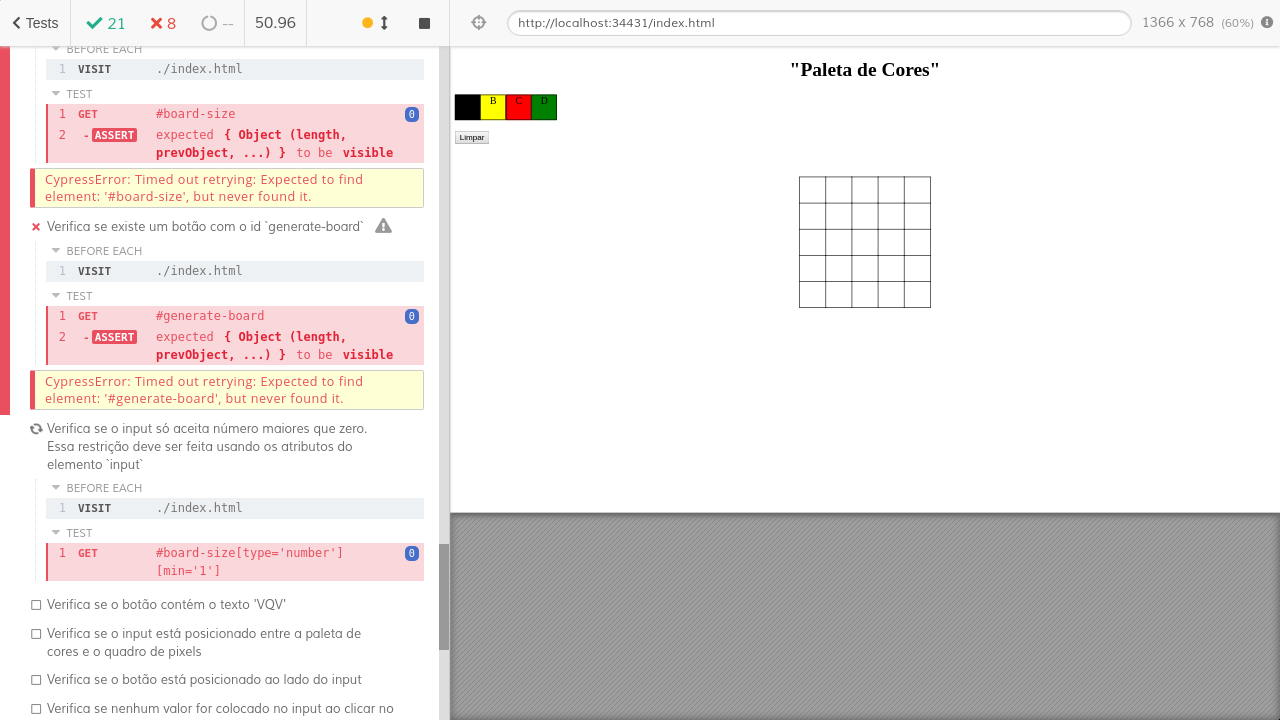 Tests 21 8 -- 50.96
BEFORE EACH
1 VISIT ./index.html
TEST
1 GET #board-size 0
2 -ASSERT expected { Object (length,
prevObject, ...) } to be visible
CypressError: Timed out retrying: Expected to find
element: '#board-size', but never found it.
Verifica se existe um botão com o id `generate-board`
BEFORE EACH
1 VISIT ./index.html
TEST
1 GET #generate-board 0
2 -ASSERT expected { Object (length,
prevObject, ...) } to be visible
CypressError: Timed out retrying: Expected to find
element: '#generate-board', but never found it.
Verifica se o input só aceita número maiores que zero.
Essa restrição deve ser feita usando os atributos do
elemento `input`
BEFORE EACH
1 VISIT ./index.html
TEST
1 GET #board-size[type='number'] 0
[min='1']
Verifica se o botão contém o texto 'VQV'
Verifica se o input está posicionado entre a paleta de
cores e o quadro de pixels
Verifica se o botão está posicionado ao lado do input
Verifica se nenhum valor for colocado no input ao clicar no
http://localhost:34431/index.html 1366 x 768 (60%)
"Paleta de Cores"
B C D
Limpar